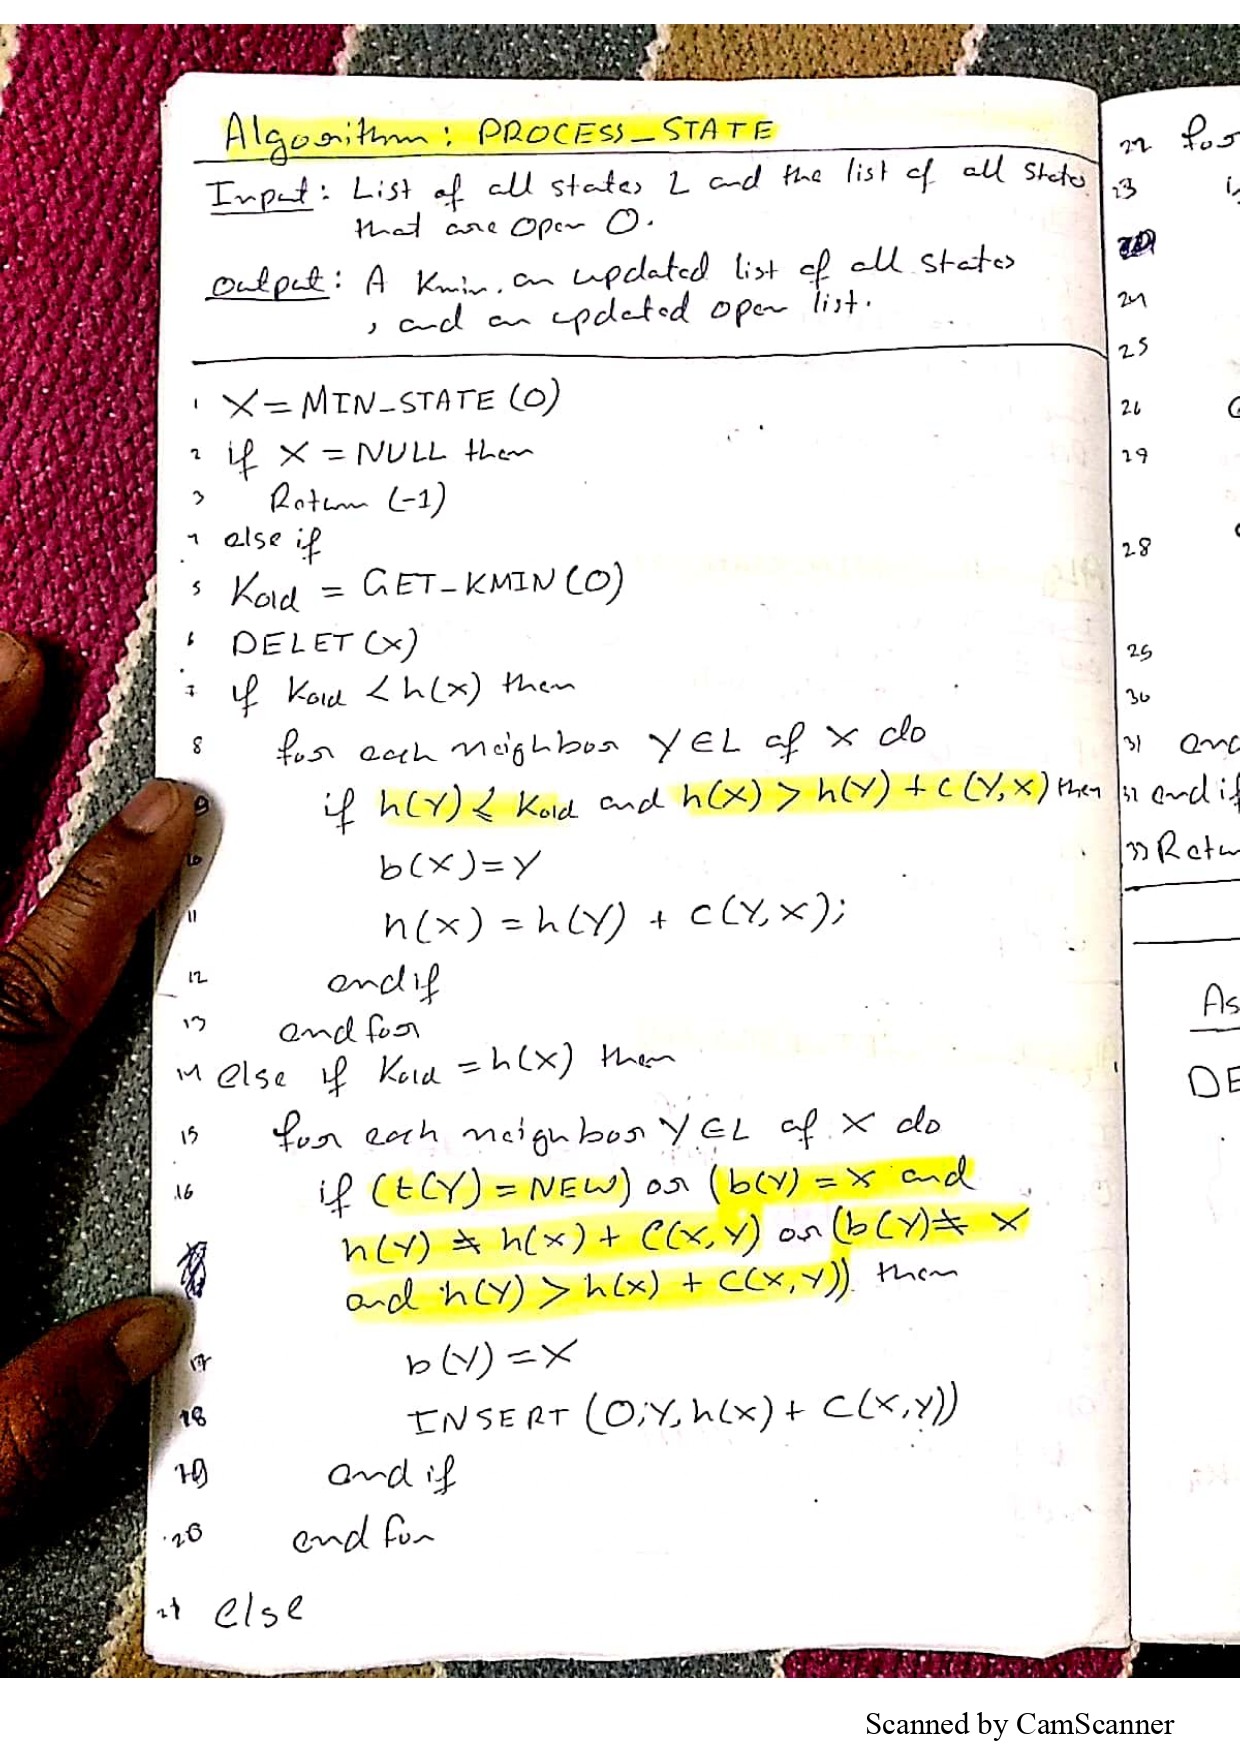 Algorithm: PROCESS_STATE
Input: List of all states L and the list of all states
that are open O.
output: A Kmin, an updated list of all states
, and an updated open list.
1 X = MIN_STATE (O)
2 if X = NULL then
3 Return (-1)
4 else if
5 Kold = GET-KMIN(O)
6 DELET (X)
7 if Kold < h(x) then
8 for each neighbor Y ∈ L of X do
9 if h(Y) ≤ Kold and h(X) > h(Y) + C(Y, X) then
10 b(X) = Y
11 h(x) = h(Y) + C(Y, X);
12 endif
13 end for
14 else if Kold = h(X) then
15 for each neighbor Y ∈ L of X do
16 if (t(Y) = NEW) or (b(Y) = X and
h(Y) ≠ h(x) + C(X, Y) or (b(Y) ≠ X
and h(Y) > h(x) + C(X, Y)) then
17 b(Y) = X
18 INSERT (O, Y, h(x) + C(X, Y))
19 end if
20 end for
21 else
22 for
23
24
25
26
29
28
29
30
31 end
32 end if
33 Retu
As
DE
Scanned by CamScanner